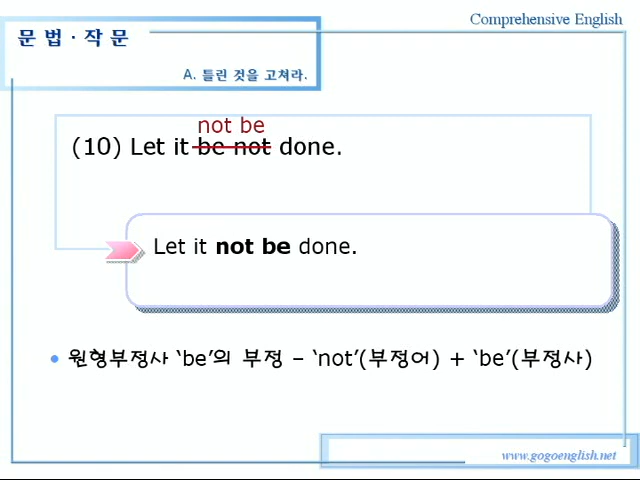 Comprehensive English
문 법 · 작 문
A. 틀린 것을 고쳐라.
not be
(10) Let it be not done.
Let it not be done.
• 원형부정사 ‘be’의 부정 – ‘not’(부정어) + ‘be’(부정사)
www.gogoenglish.net